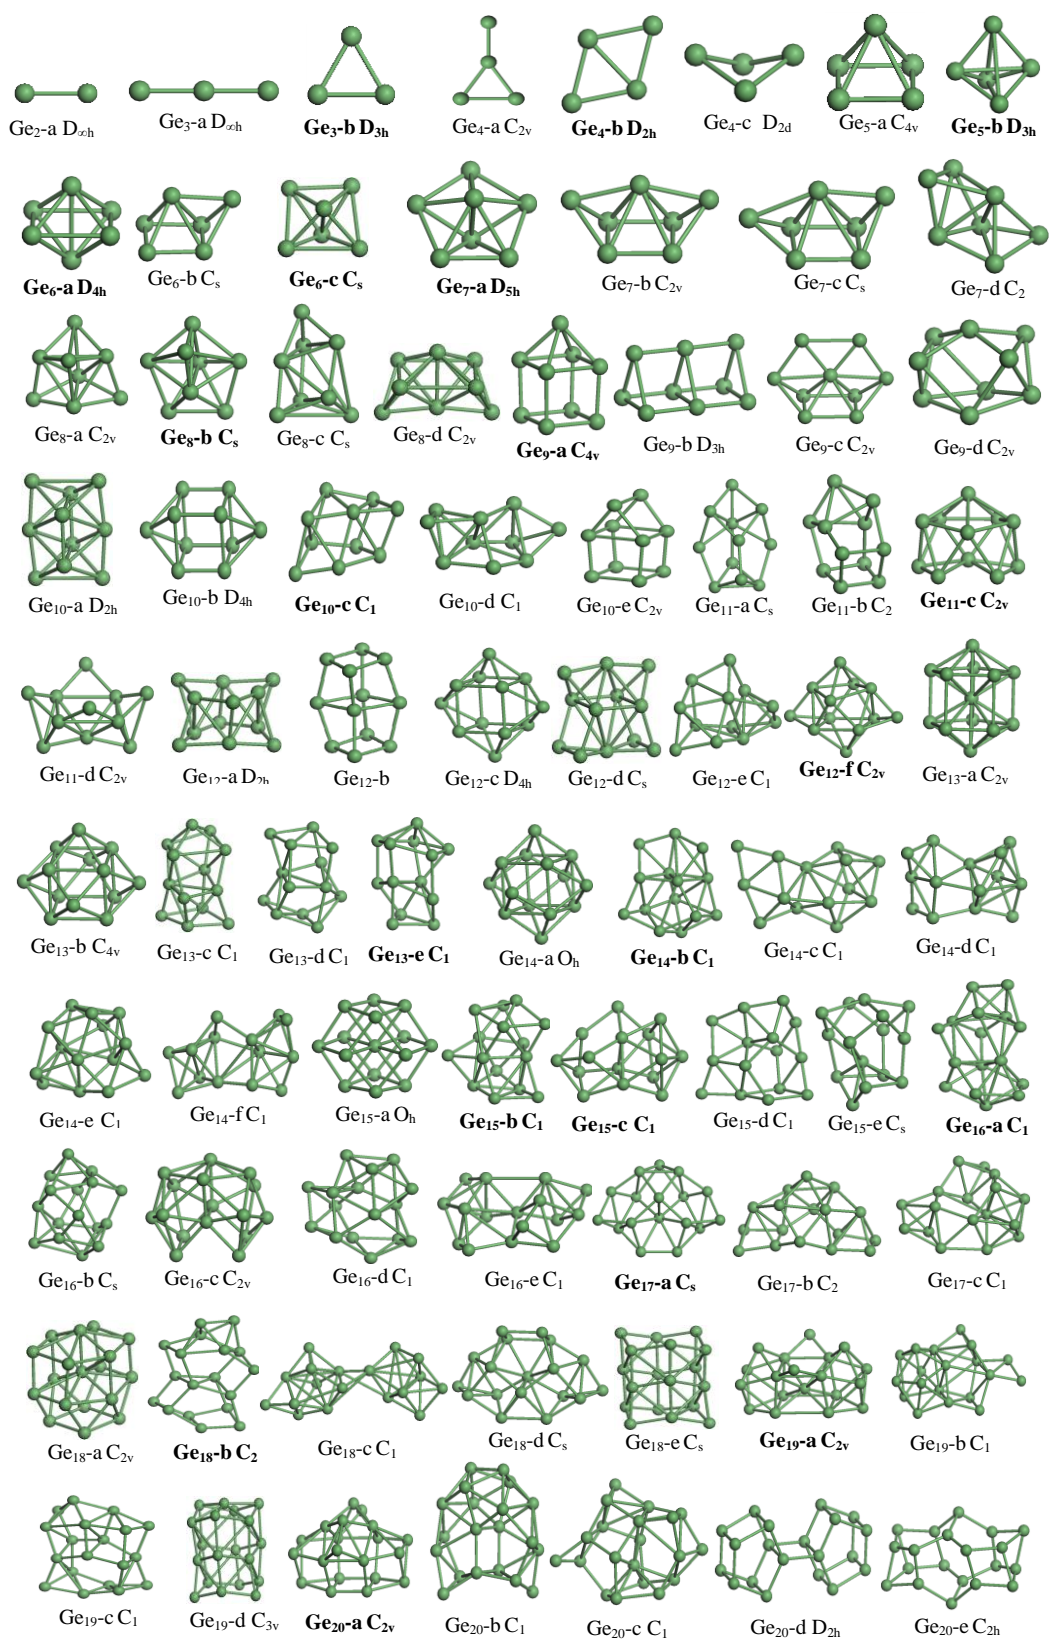 Ge₂-a D∞h Ge₃-a D∞h Ge₃-b D₃h Ge₄-a C₂v Ge₄-b D₂h Ge₄-c D₂d Ge₅-a C₄v Ge₅-b D₃h
Ge₆-a D₄h Ge₆-b Cₛ Ge₆-c Cₛ Ge₇-a D₅h Ge₇-b C₂v Ge₇-c Cₛ Ge₇-d C₂
Ge₈-a C₂v Ge₈-b Cₛ Ge₈-c Cₛ Ge₈-d C₂v Ge₉-a C₄v Ge₉-b D₃h Ge₉-c C₂v Ge₉-d C₂v
Ge₁₀-a D₂h Ge₁₀-b D₄h Ge₁₀-c C₁ Ge₁₀-d C₁ Ge₁₀-e C₂v Ge₁₁-a Cₛ Ge₁₁-b C₂ Ge₁₁-c C₂v
Ge₁₁-d C₂v Ge₁₂-a D₂h Ge₁₂-b Ge₁₂-c D₄h Ge₁₂-d Cₛ Ge₁₂-e C₁ Ge₁₂-f C₂v Ge₁₃-a C₂v
Ge₁₃-b C₄v Ge₁₃-c C₁ Ge₁₃-d C₁ Ge₁₃-e C₁ Ge₁₄-a Oh Ge₁₄-b C₁ Ge₁₄-c C₁ Ge₁₄-d C₁
Ge₁₄-e C₁ Ge₁₄-f C₁ Ge₁₅-a Oh Ge₁₅-b C₁ Ge₁₅-c C₁ Ge₁₅-d C₁ Ge₁₅-e Cₛ Ge₁₆-a C₁
Ge₁₆-b Cₛ Ge₁₆-c C₂v Ge₁₆-d C₁ Ge₁₆-e C₁ Ge₁₇-a Cₛ Ge₁₇-b C₂ Ge₁₇-c C₁
Ge₁₈-a C₂v Ge₁₈-b C₂ Ge₁₈-c C₁ Ge₁₈-d Cₛ Ge₁₈-e Cₛ Ge₁₉-a C₂v Ge₁₉-b C₁
Ge₁₉-c C₁ Ge₁₉-d C₃v Ge₂₀-a C₂v Ge₂₀-b C₁ Ge₂₀-c C₁ Ge₂₀-d D₂h Ge₂₀-e C₂h